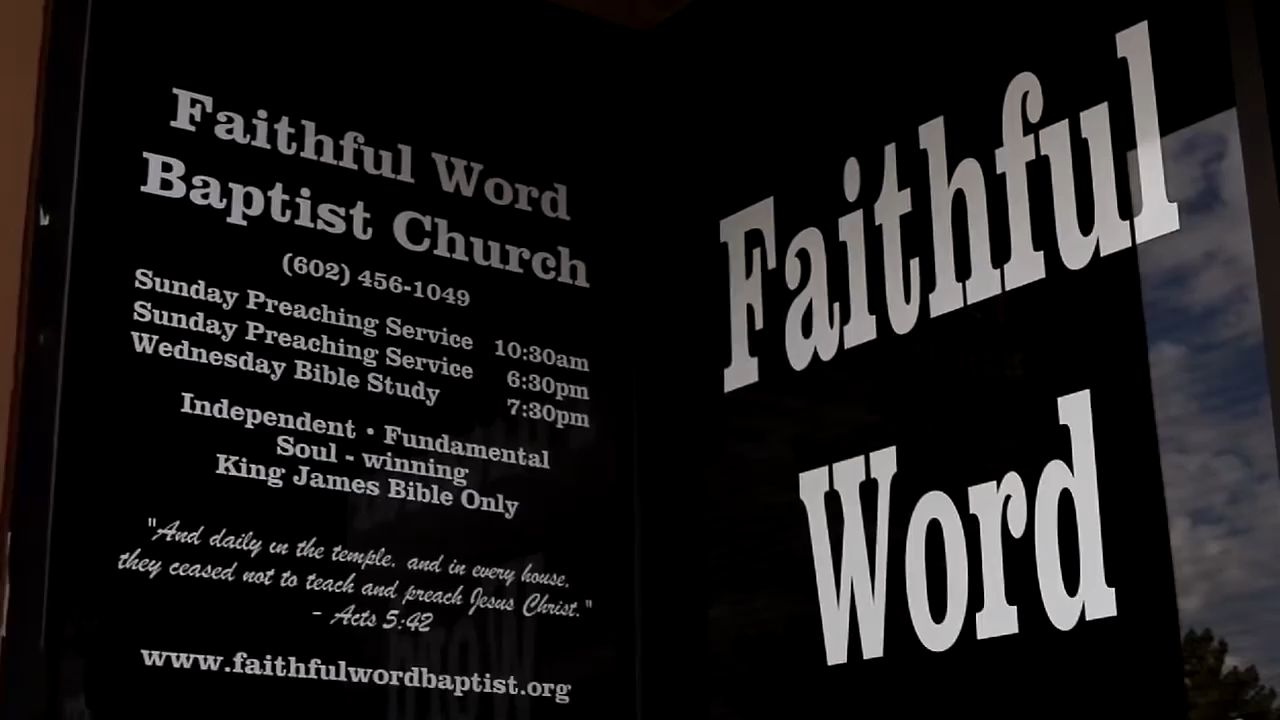 Faithful Word
Baptist Church
(602) 456-1049
Sunday Preaching Service 10:30am
Sunday Preaching Service 6:30pm
Wednesday Bible Study 7:30pm
Independent • Fundamental
Soul - winning
King James Bible Only
"And daily in the temple, and in every house,
they ceased not to teach and preach Jesus Christ."
- Acts 5:42
www.faithfulwordbaptist.org
Faithful
Word